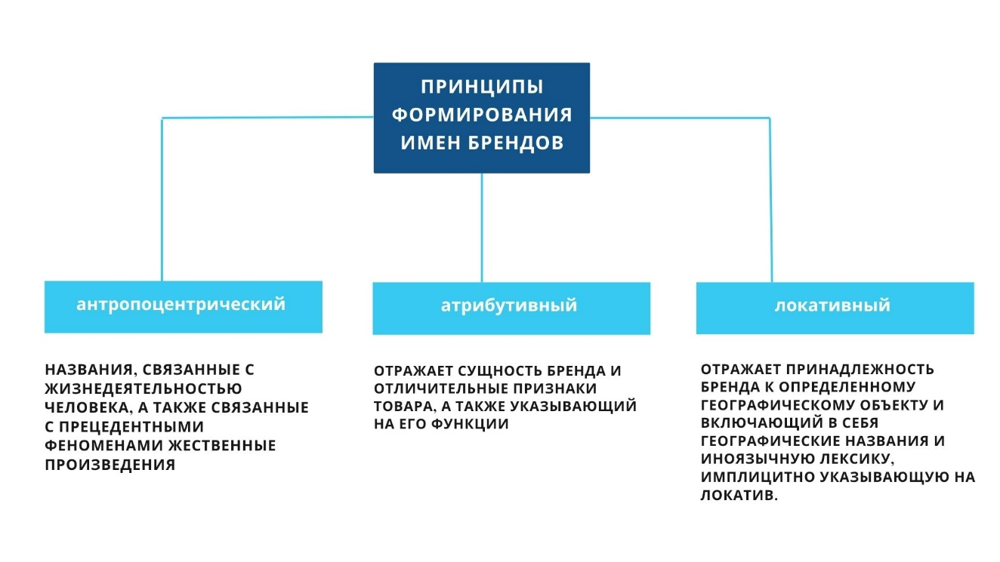 ПРИНЦИПЫ
ФОРМИРОВАНИЯ
ИМЕН БРЕНДОВ
антропоцентрический
НАЗВАНИЯ, СВЯЗАННЫЕ С
ЖИЗНЕДЕЯТЕЛЬНОСТЬЮ
ЧЕЛОВЕКА, А ТАКЖЕ СВЯЗАННЫЕ
С ПРЕЦЕДЕНТНЫМИ
ФЕНОМЕНАМИ ЖЕСТВЕННЫЕ
ПРОИЗВЕДЕНИЯ
атрибутивный
ОТРАЖАЕТ СУЩНОСТЬ БРЕНДА И
ОТЛИЧИТЕЛЬНЫЕ ПРИЗНАКИ
ТОВАРА, А ТАКЖЕ УКАЗЫВАЮЩИЙ
НА ЕГО ФУНКЦИИ
локативный
ОТРАЖАЕТ ПРИНАДЛЕЖНОСТЬ
БРЕНДА К ОПРЕДЕЛЕННОМУ
ГЕОГРАФИЧЕСКОМУ ОБЪЕКТУ И
ВКЛЮЧАЮЩИЙ В СЕБЯ
ГЕОГРАФИЧЕСКИЕ НАЗВАНИЯ И
ИНОЯЗЫЧНУЮ ЛЕКСИКУ,
ИМПЛИЦИТНО УКАЗЫВАЮЩУЮ НА
ЛОКАТИВ.